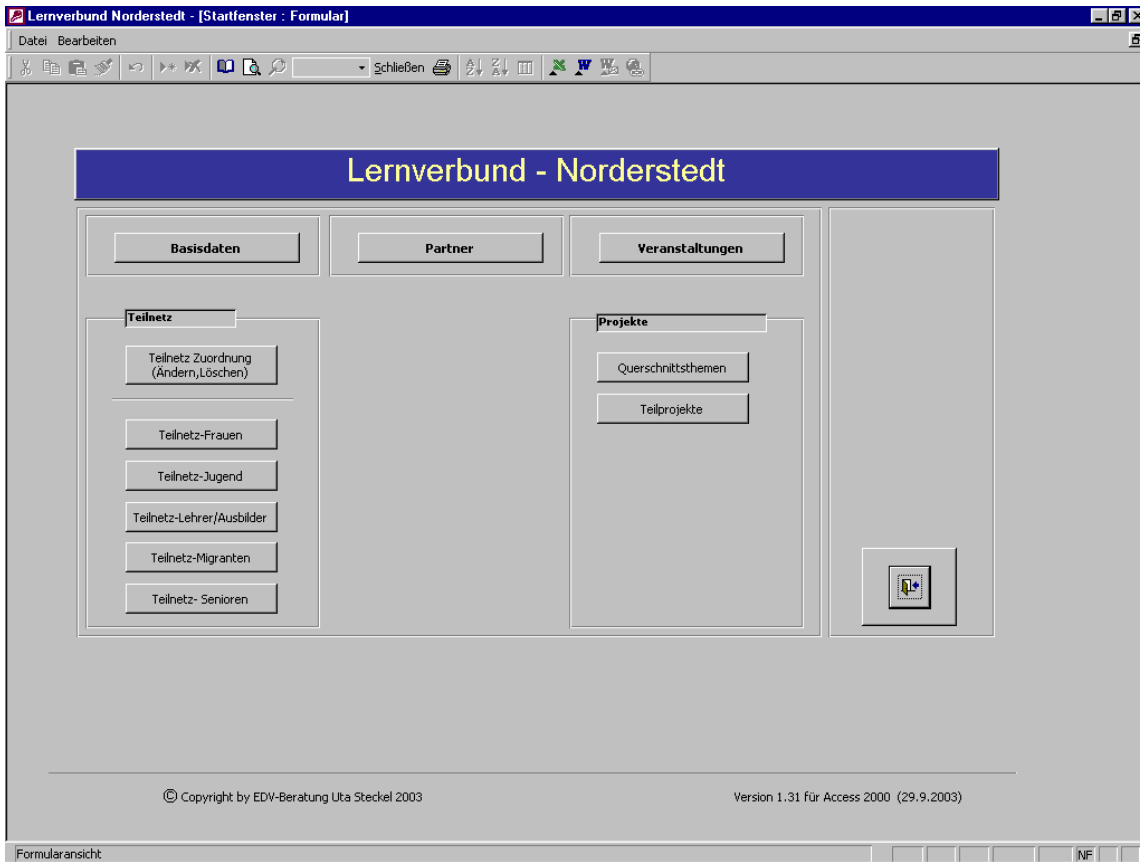 Lernverbund Norderstedt - [Startfenster : Formular]
Datei Bearbeiten
Schließen
Lernverbund - Norderstedt
Basisdaten
Partner
Veranstaltungen
Teilnetz
Teilnetz Zuordnung
(Ändern,Löschen)
Teilnetz-Frauen
Teilnetz-Jugend
Teilnetz-Lehrer/Ausbilder
Teilnetz-Migranten
Teilnetz- Senioren
Projekte
Querschnittsthemen
Teilprojekte
© Copyright by EDV-Beratung Uta Steckel 2003
Version 1.31 für Access 2000 (29.9.2003)
Formularansicht
NF